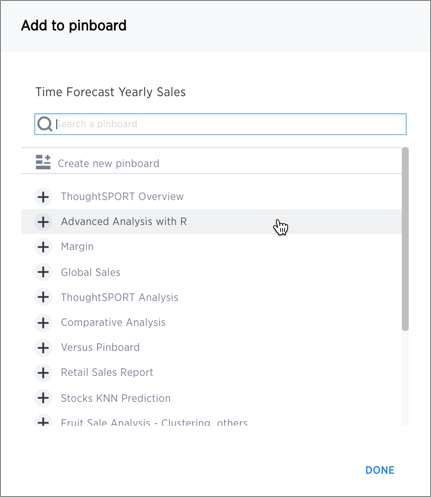 Add to pinboard
Time Forecast Yearly Sales
Search a pinboard
Create new pinboard
ThoughtSPORT Overview
Advanced Analysis with R
Margin
Global Sales
ThoughtSPORT Analysis
Comparative Analysis
Versus Pinboard
Retail Sales Report
Stocks KNN Prediction
Fruit Sale Analysis - Clustering, others
DONE